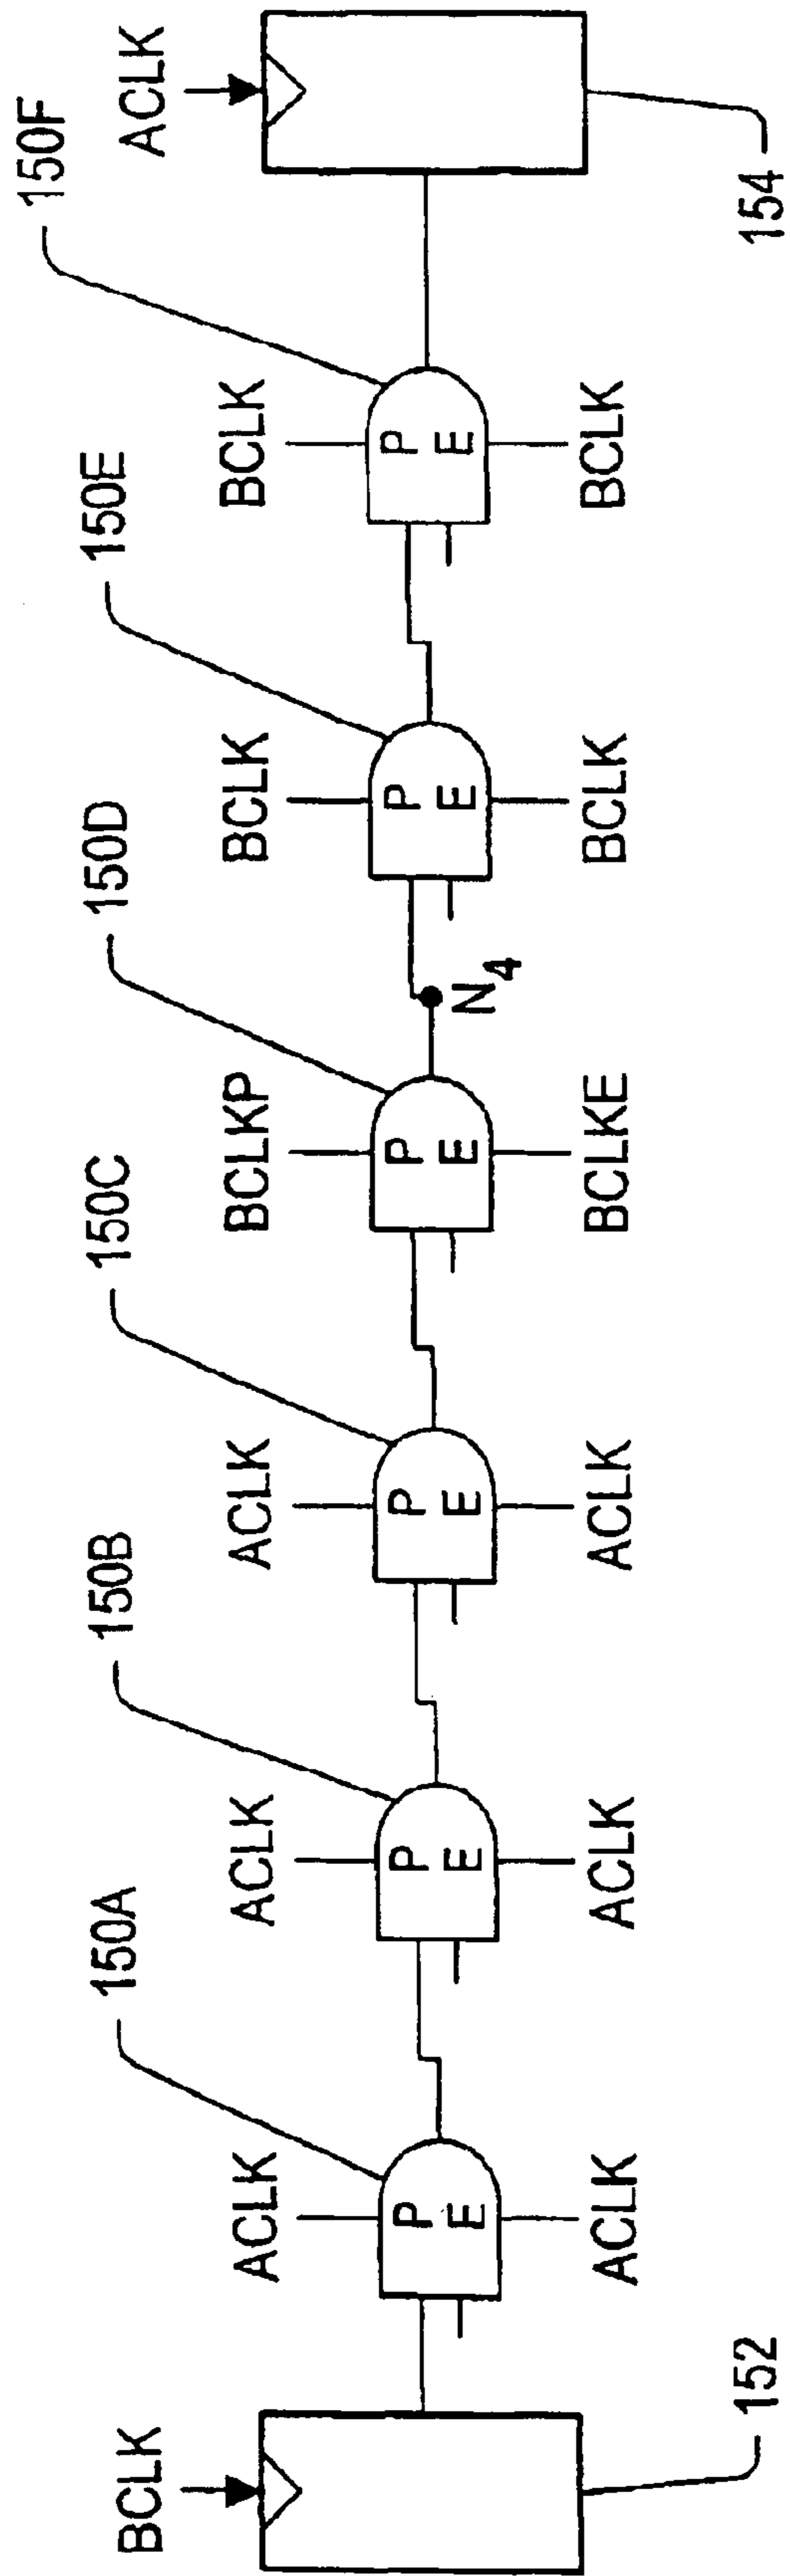 150A 150B 150C 150D 150E 150F
BCLK ACLK ACLK ACLK BCLKP BCLK BCLK ACLK
P P P P P P
E E E E E E
N4
ACLK ACLK ACLK BCLKE BCLK BCLK
152 154